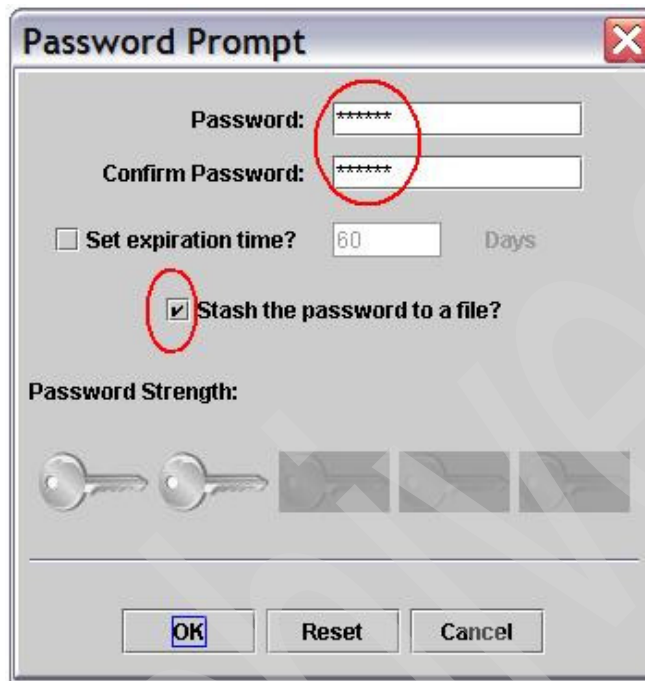 Password Prompt
Password: ******
Confirm Password: ******
Set expiration time? 60 Days
Stash the password to a file?
Password Strength:
OK Reset Cancel